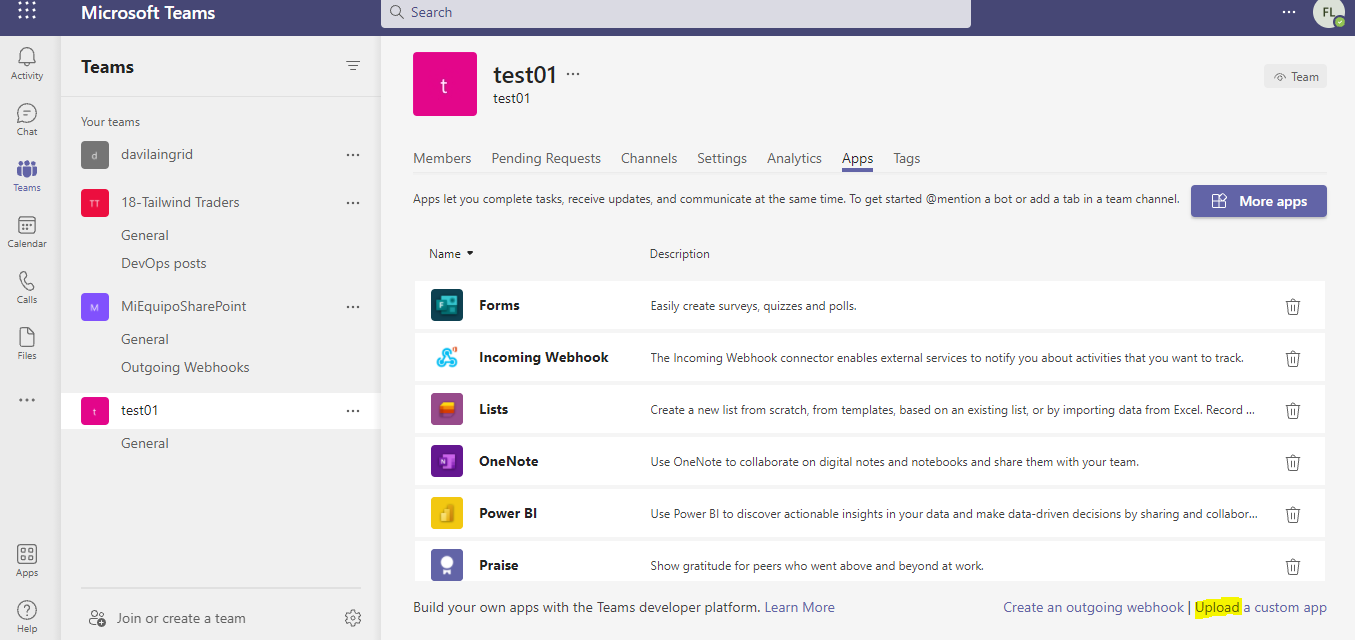 Microsoft Teams
Search
FL
Activity
Chat
Teams
Calendar
Calls
Files
Apps
Help
Teams
Your teams
d davilaingrid
TT 18-Tailwind Traders
General
DevOps posts
M MiEquipoSharePoint
General
Outgoing Webhooks
t test01
General
Join or create a team
t
test01
test01
Team
Members Pending Requests Channels Settings Analytics Apps Tags
Apps let you complete tasks, receive updates, and communicate at the same time. To get started @mention a bot or add a tab in a team channel.
More apps
Name Description
Forms Easily create surveys, quizzes and polls.
Incoming Webhook The Incoming Webhook connector enables external services to notify you about activities that you want to track.
Lists Create a new list from scratch, from templates, based on an existing list, or by importing data from Excel. Record ...
OneNote Use OneNote to collaborate on digital notes and notebooks and share them with your team.
Power BI Use Power BI to discover actionable insights in your data and make data-driven decisions by sharing and collabor...
Praise Show gratitude for peers who went above and beyond at work.
Build your own apps with the Teams developer platform. Learn More
Create an outgoing webhook | Upload a custom app